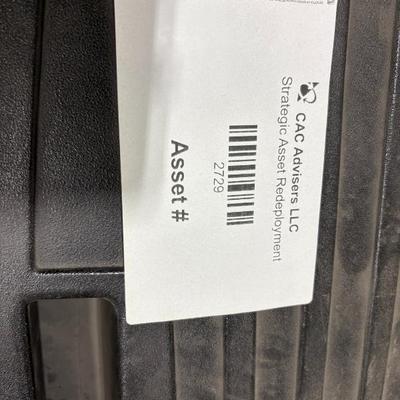 CAC Advisers LLC
Strategic Asset Redeployment
2729
Asset #